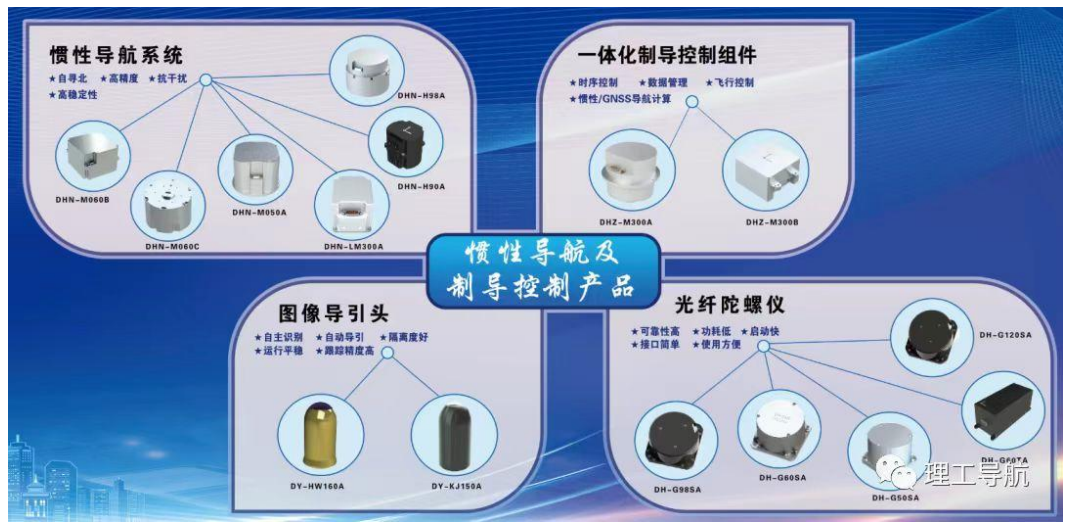 惯性导航系统
★自寻北 ★高精度 ★抗干扰
★高稳定性
DHN-H98A
DHN-H90A
DHN-M060B
DHN-M060C
DHN-M050A
DHN-LM300A
一体化制导控制组件
★时序控制 ★数据管理 ★飞行控制
★惯性/GNSS导航计算
DHZ-M300A
DHZ-M300B
惯性导航及
制导控制产品
图像导引头
★自主识别 ★自动导引 ★隔离度好
★运行平稳 ★跟踪精度高
DY-HW160A
DY-KJ150A
光纤陀螺仪
★可靠性高 ★功耗低 ★启动快
★接口简单 ★使用方便
DH-G120SA
DH-G98SA
DH-G60SA
DH-G50SA
理工导航